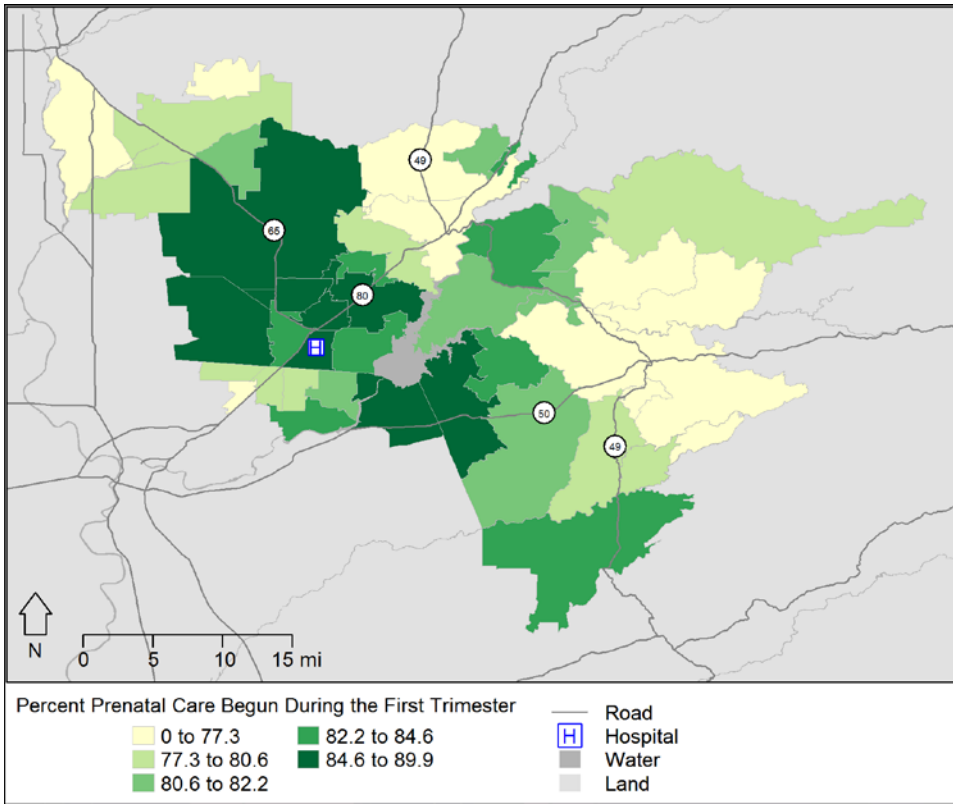 49
65
80
50
49
N
0 5 10 15 mi
H
Percent Prenatal Care Begun During the First Trimester
0 to 77.3
77.3 to 80.6
80.6 to 82.2
82.2 to 84.6
84.6 to 89.9
Road
H Hospital
Water
Land